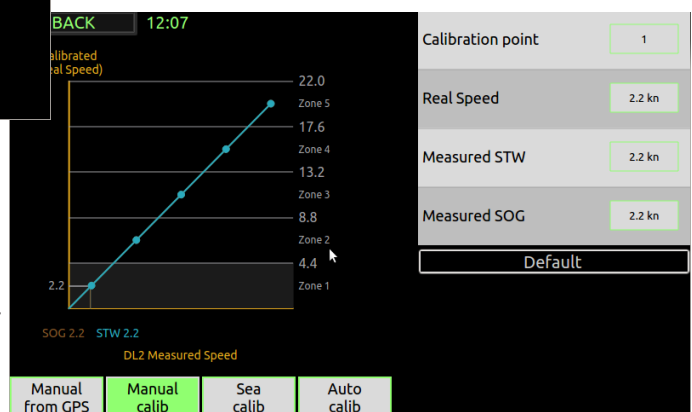 BACK
12:07
alibrated
eal Speed)
22.0
Zone 5
17.6
Zone 4
13.2
Zone 3
8.8
Zone 2
4.4
2.2
Zone 1
SOG 2.2 STW 2.2
DL2 Measured Speed
Manual
from GPS
Manual
calib
Sea
calib
Auto
calib
Calibration point
1
Real Speed
2.2 kn
Measured STW
2.2 kn
Measured SOG
2.2 kn
Default